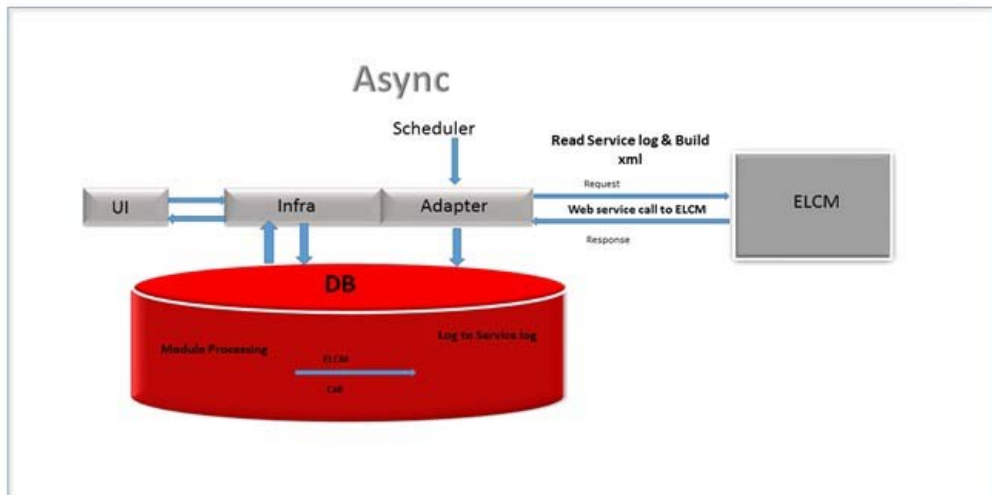 Async
Scheduler
Read Service log & Build
xml
Request
UI
Infra
Adapter
ELCM
Web service call to ELCM
Response
DB
Log to Service log
Module Processing
ELCM
Call